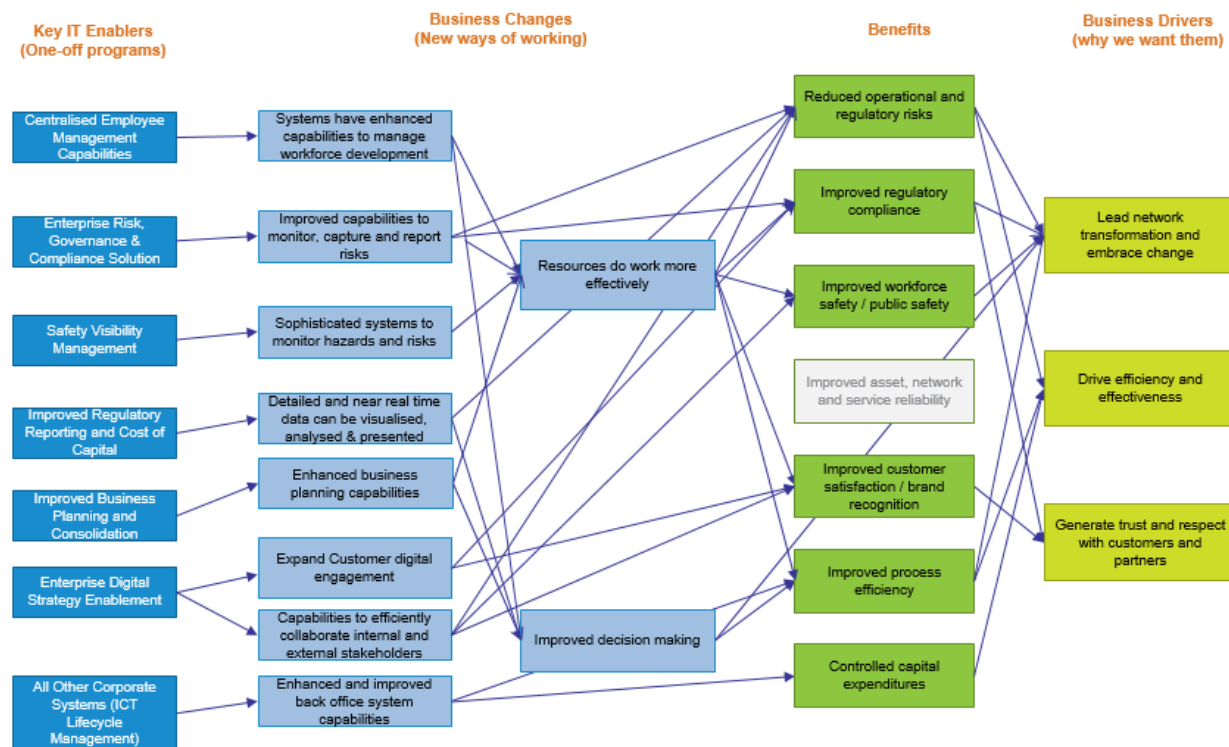 Key IT Enablers
(One-off programs)
Business Changes
(New ways of working)
Benefits
Business Drivers
(why we want them)
Centralised Employee
Management
Capabilities
Enterprise Risk,
Governance &
Compliance Solution
Safety Visibility
Management
Improved Regulatory
Reporting and Cost of
Capital
Improved Business
Planning and
Consolidation
Enterprise Digital
Strategy Enablement
All Other Corporate
Systems (ICT
Lifecycle
Management)
Systems have enhanced
capabilities to manage
workforce development
Improved capabilities to
monitor, capture and report
risks
Sophisticated systems to
monitor hazards and risks
Detailed and near real time
data can be visualised,
analysed & presented
Enhanced business
planning capabilities
Expand Customer digital
engagement
Capabilities to efficiently
collaborate internal and
external stakeholders
Enhanced and improved
back office system
capabilities
Resources do work more
effectively
Improved decision making
Reduced operational and
regulatory risks
Improved regulatory
compliance
Improved workforce
safety / public safety
Improved asset, network
and service reliability
Improved customer
satisfaction / brand
recognition
Improved process
efficiency
Controlled capital
expenditures
Lead network
transformation and
embrace change
Drive efficiency and
effectiveness
Generate trust and respect
with customers and
partners